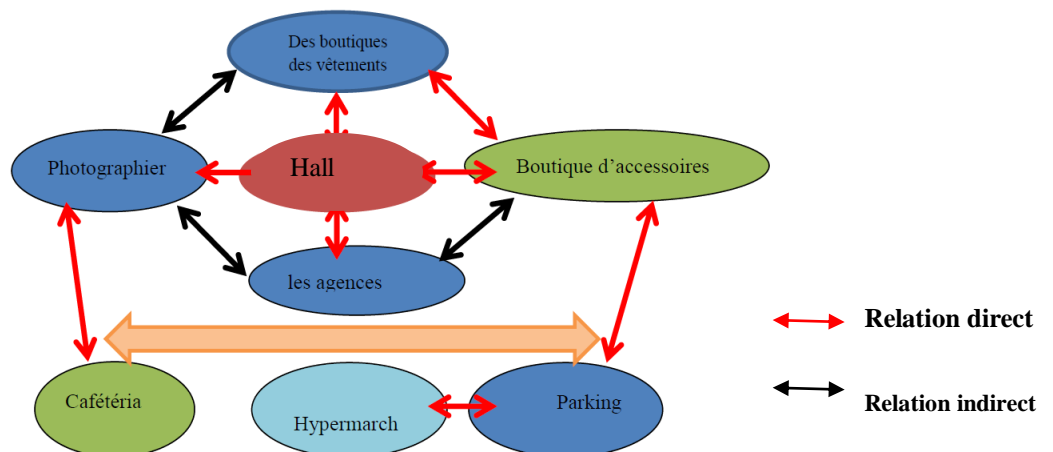 Des boutiques
des vêtements
Photographier
Hall
Boutique d’accessoires
les agences
Relation direct
Cafétéria
Hypermarch
Parking
Relation indirect